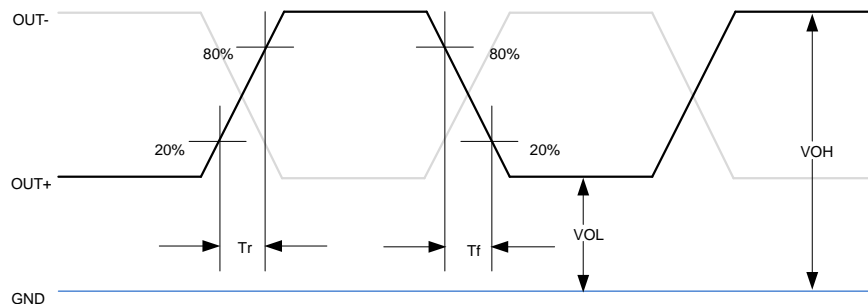 OUT-
80%
80%
20%
20%
VOH
OUT+
VOL
Tr
Tf
GND